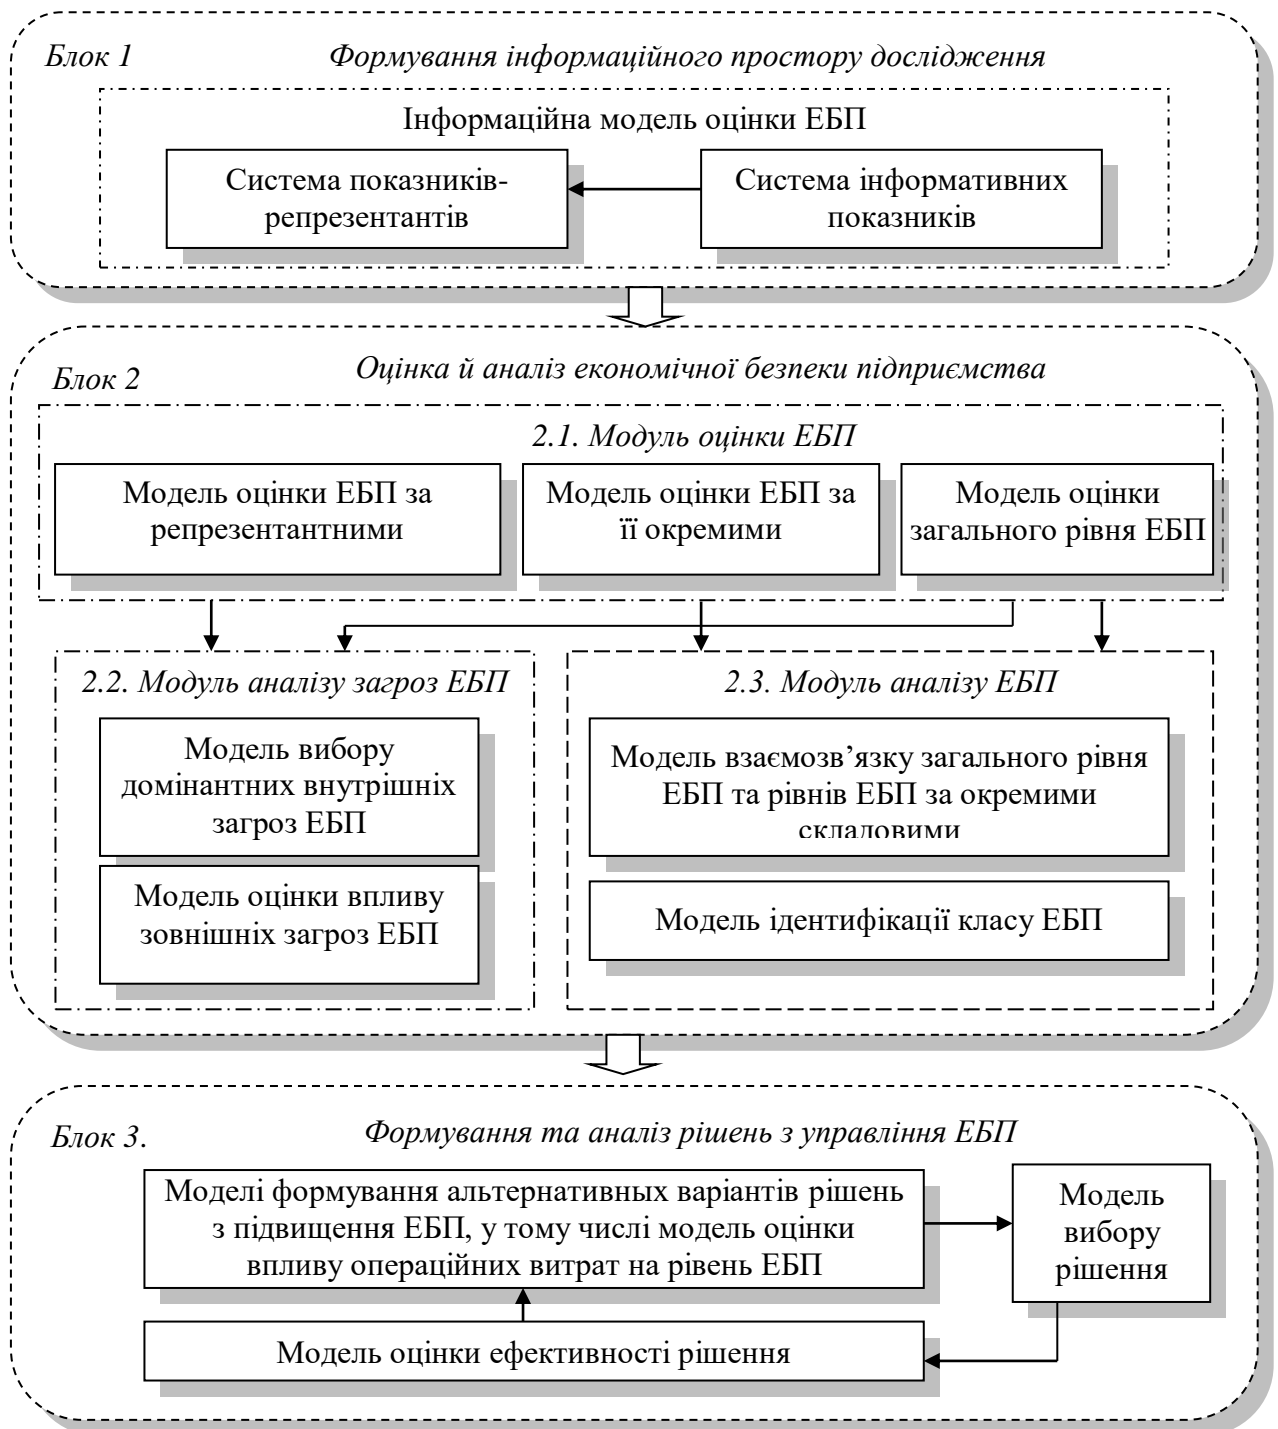 Блок 1
Формування інформаційного простору дослідження
Інформаційна модель оцінки ЕБП
Система показників-
репрезентантів
Система інформативних
показників
Блок 2
Оцінка й аналіз економічної безпеки підприємства
2.1. Модуль оцінки ЕБП
Модель оцінки ЕБП за
репрезентантними
Модель оцінки ЕБП за
її окремими
Модель оцінки
загального рівня ЕБП
2.2. Модуль аналізу загроз ЕБП
Модель вибору
домінантних внутрішніх
загроз ЕБП
Модель оцінки впливу
зовнішніх загроз ЕБП
2.3. Модуль аналізу ЕБП
Модель взаємозв’язку загального рівня
ЕБП та рівнів ЕБП за окремими
складовими
Модель ідентифікації класу ЕБП
Блок 3.
Формування та аналіз рішень з управління ЕБП
Моделі формування альтернативных варіантів рішень
з підвищення ЕБП, у тому числі модель оцінки
впливу операційних витрат на рівень ЕБП
Модель
вибору
рішення
Модель оцінки ефективності рішення